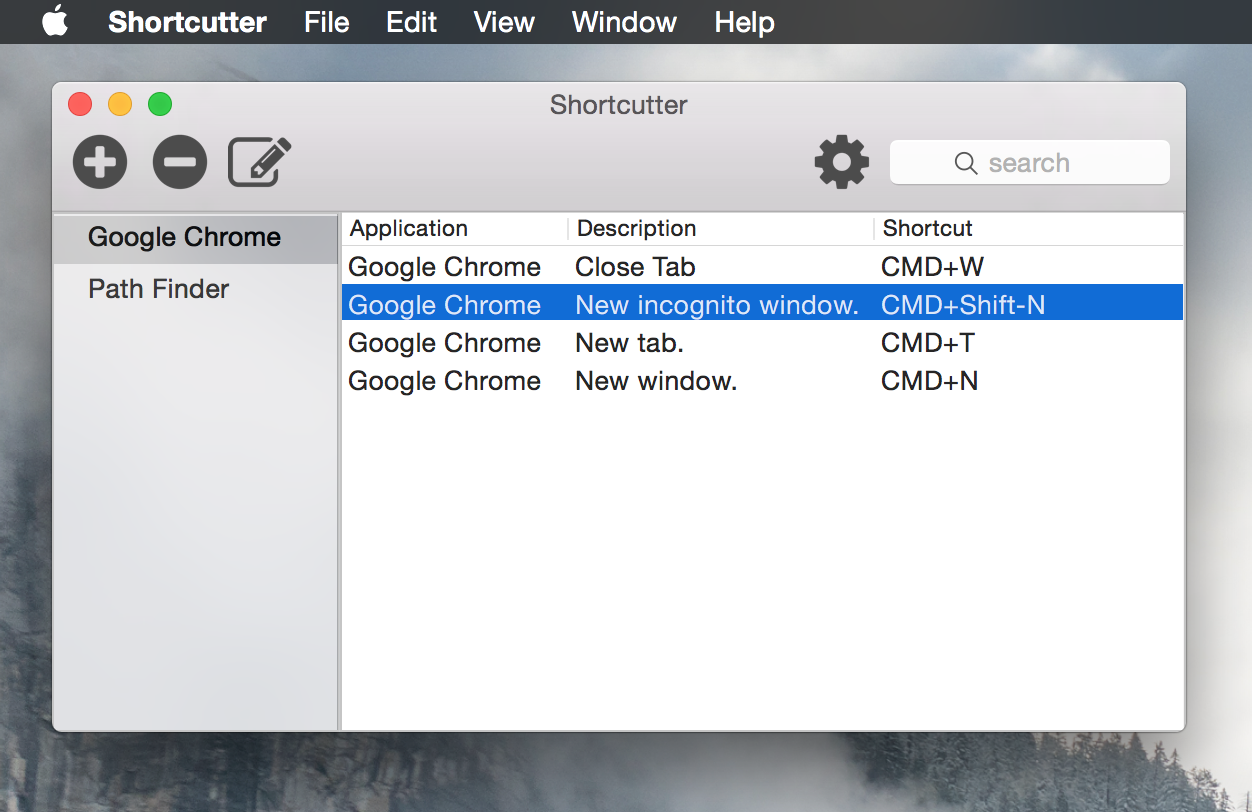 Shortcutter File Edit View Window Help
Shortcutter
search
Google Chrome
Path Finder
Application Description Shortcut
Google Chrome Close Tab CMD+W
Google Chrome New incognito window. CMD+Shift-N
Google Chrome New tab. CMD+T
Google Chrome New window. CMD+N